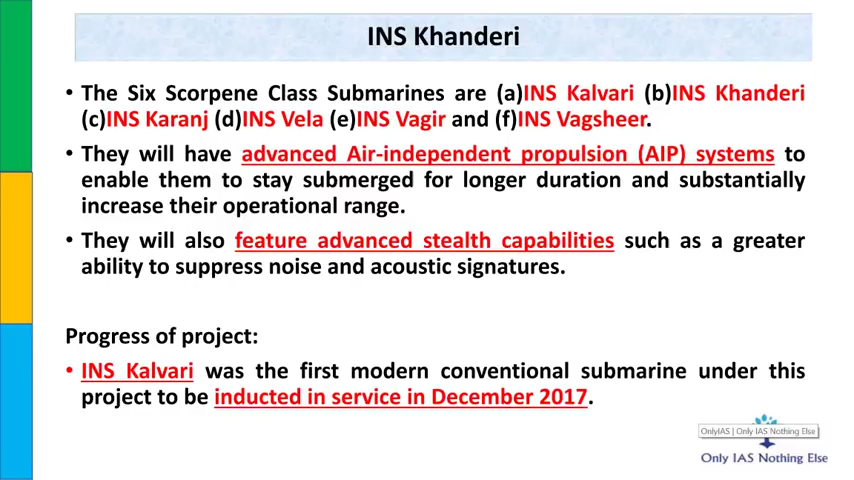 INS Khanderi
• The Six Scorpene Class Submarines are (a)INS Kalvari (b)INS Khanderi
(c)INS Karanj (d)INS Vela (e)INS Vagir and (f)INS Vagsheer.
• They will have advanced Air-independent propulsion (AIP) systems to
enable them to stay submerged for longer duration and substantially
increase their operational range.
• They will also feature advanced stealth capabilities such as a greater
ability to suppress noise and acoustic signatures.
Progress of project:
• INS Kalvari was the first modern conventional submarine under this
project to be inducted in service in December 2017.
OnlyIAS | Only IAS Nothing Else
Only IAS Nothing Else